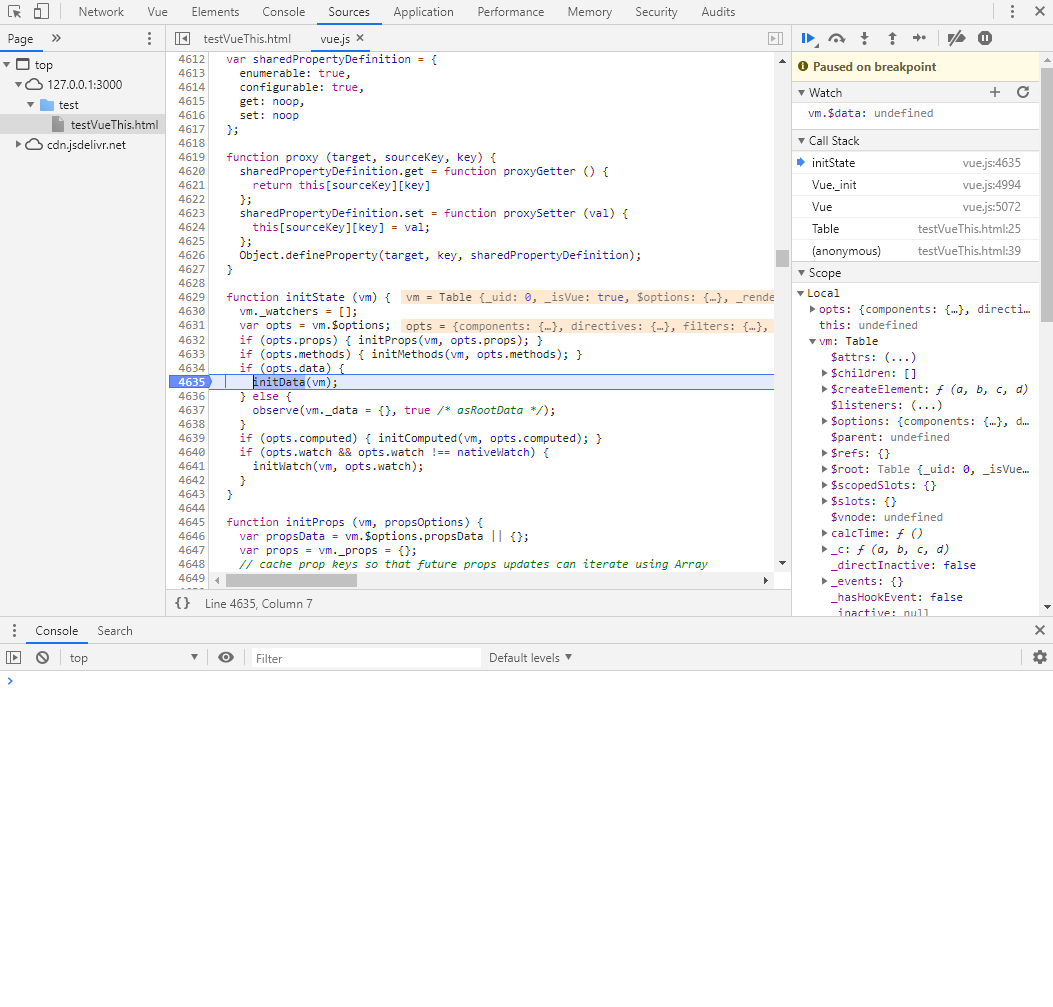 Network Vue Elements Console Sources Application Performance Memory Security Audits
Page
top
127.0.0.1:3000
test
testVueThis.html
cdn.jsdelivr.net
testVueThis.html vue.js
4612 var sharedPropertyDefinition = {
4613 enumerable: true,
4614 configurable: true,
4615 get: noop,
4616 set: noop
4617 };
4618
4619 function proxy (target, sourceKey, key) {
4620 sharedPropertyDefinition.get = function proxyGetter () {
4621 return this[sourceKey][key]
4622 };
4623 sharedPropertyDefinition.set = function proxySetter (val) {
4624 this[sourceKey][key] = val;
4625 };
4626 Object.defineProperty(target, key, sharedPropertyDefinition);
4627 }
4628
4629 function initState (vm) { vm = Table {_uid: 0, _isVue: true, $options: {…}, _rende
4630 vm._watchers = [];
4631 var opts = vm.$options; opts = {components: {…}, directives: {…}, filters: {…},
4632 if (opts.props) { initProps(vm, opts.props); }
4633 if (opts.methods) { initMethods(vm, opts.methods); }
4634 if (opts.data) {
4635 initData(vm);
4636 } else {
4637 observe(vm._data = {}, true /* asRootData */);
4638 }
4639 if (opts.computed) { initComputed(vm, opts.computed); }
4640 if (opts.watch && opts.watch !== nativeWatch) {
4641 initWatch(vm, opts.watch);
4642 }
4643 }
4644
4645 function initProps (vm, propsOptions) {
4646 var propsData = vm.$options.propsData || {};
4647 var props = vm._props = {};
4648 // cache prop keys so that future props updates can iterate using Array
4649
{} Line 4635, Column 7
Paused on breakpoint
Watch
vm.$data: undefined
Call Stack
initState vue.js:4635
Vue._init vue.js:4994
Vue vue.js:5072
Table testVueThis.html:25
(anonymous) testVueThis.html:39
Scope
Local
opts: {components: {…}, directi…
this: undefined
vm: Table
$attrs: (...)
$children: []
$createElement: ƒ (a, b, c, d)
$listeners: (...)
$options: {components: {…}, d…
$parent: undefined
$refs: {}
$root: Table {_uid: 0, _isVue…
$scopedSlots: {}
$slots: {}
$vnode: undefined
calcTime: ƒ ()
_c: ƒ (a, b, c, d)
_directInactive: false
_events: {}
_hasHookEvent: false
_inactive: null
Console Search
top Filter Default levels